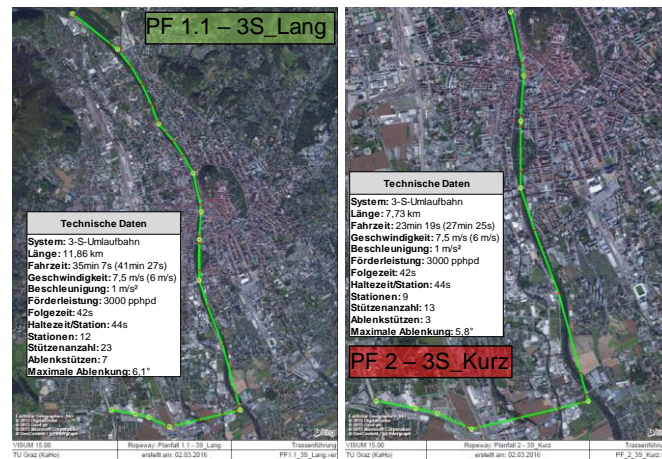 PF 1.1 – 3S_Lang
Technische Daten
System: 3-S-Umlaufbahn
Länge: 11,86 km
Fahrzeit: 35min 7s (41min 27s)
Geschwindigkeit: 7,5 m/s (6 m/s)
Beschleunigung: 1 m/s²
Förderleistung: 3000 pphpd
Folgezeit: 42s
Haltezeit/Station: 44s
Stationen: 12
Stützenanzahl: 23
Ablenkstützen: 7
Maximale Ablenkung: 6,1°
VISUM 15.00
Ropeway: Planfall 1.1 - 3S_Lang
Trassenführung
TU Graz (KaHo)
erstellt am: 02.03.2016
PF1.1_3S_Lang.ver
Technische Daten
System: 3-S-Umlaufbahn
Länge: 7,73 km
Fahrzeit: 23min 19s (27min 25s)
Geschwindigkeit: 7,5 m/s (6 m/s)
Beschleunigung: 1 m/s²
Förderleistung: 3000 pphpd
Folgezeit: 42s
Haltezeit/Station: 44s
Stationen: 9
Stützenanzahl: 13
Ablenkstützen: 3
Maximale Ablenkung: 5,8°
PF 2 – 3S_Kurz
bing
VISUM 15.00
Ropeway: Planfall 2 - 3S_Kurz
Trassenführung
TU Graz (KaHo)
erstellt am: 02.03.2016
PF_2_3S_Kurz